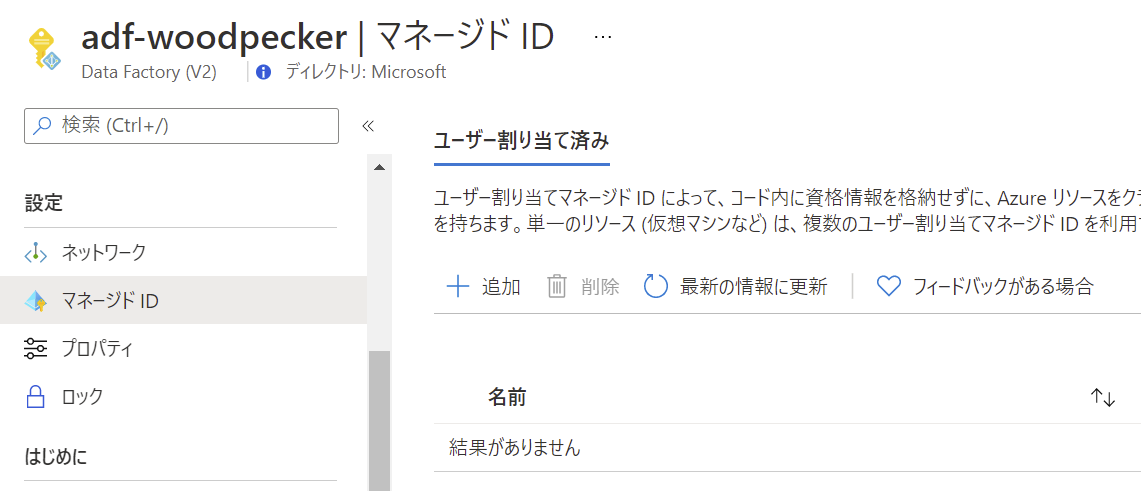 adf-woodpecker | マネージド ID ...
Data Factory (V2)
ディレクトリ: Microsoft
検索 (Ctrl+/)
«
設定
ネットワーク
マネージド ID
プロパティ
ロック
はじめに
ユーザー割り当て済み
ユーザー割り当てマネージド ID によって、コード内に資格情報を格納せずに、Azure リソースをク
を持ちます。単一のリソース (仮想マシンなど) は、複数のユーザー割り当てマネージド ID を利用
追加 削除 最新の情報に更新 フィードバックがある場合
名前
結果がありません